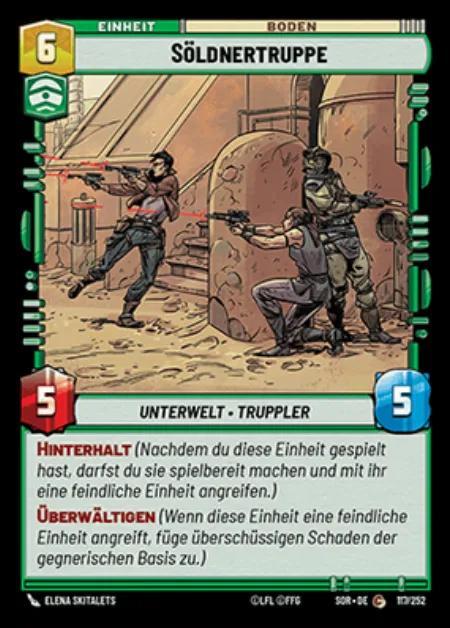 EINHEIT
BODEN
6
SÖLDNERTRUPPE
5
UNTERWELT • TRUPPLER
5
HINTERHALT (Nachdem du diese Einheit gespielt
hast, darfst du sie spielbereit machen und mit ihr
eine feindliche Einheit angreifen.)
ÜBERWÄLTIGEN (Wenn diese Einheit eine feindliche
Einheit angreift, füge überschüssigen Schaden der
gegnerischen Basis zu.)
ELENA SKITALETS
©LFL ©FFG
SOR • DE C 117/252